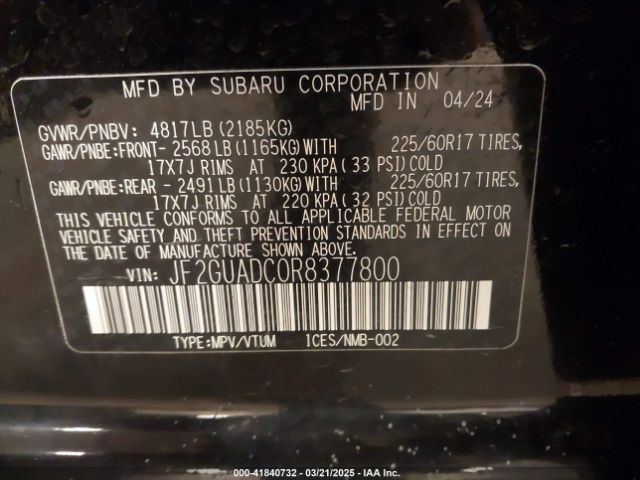 MFD BY SUBARU CORPORATION
MFD IN 04/24
GVWR/PNBV: 4817LB (2185KG)
GAWR/PNBE:FRONT- 2568LB (1165KG) WITH 225/60R17 TIRES,
17X7J RIMS AT 230 KPA (33 PSI) COLD
GAWR/PNBE:REAR - 2491LB (1130KG) WITH 225/60R17 TIRES,
17X7J RIMS AT 220 KPA (32 PSI) COLD
THIS VEHICLE CONFORMS TO ALL APPLICABLE FEDERAL MOTOR
VEHICLE SAFETY AND THEFT PREVENTION STANDARDS IN EFFECT ON
THE DATE OF MANUFACTURE SHOWN ABOVE.
VIN: JF2GUADC0R8377800
TYPE:MPV/VTUM ICES/NMB-002
000-41840732 — 03/21/2025 — IAA Inc.